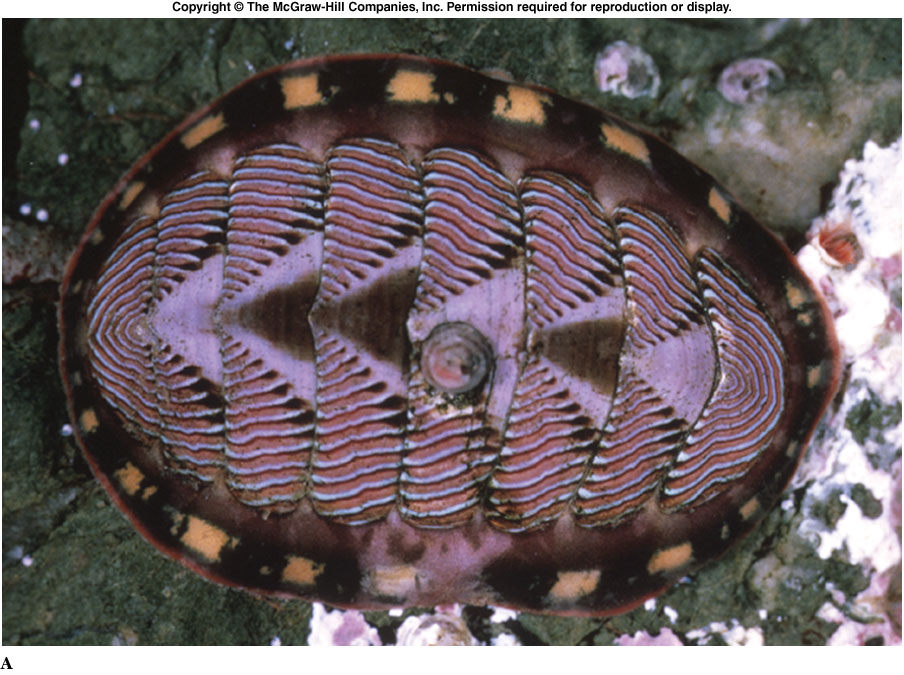 Copyright © The McGraw-Hill Companies, Inc. Permission required for reproduction or display.
A